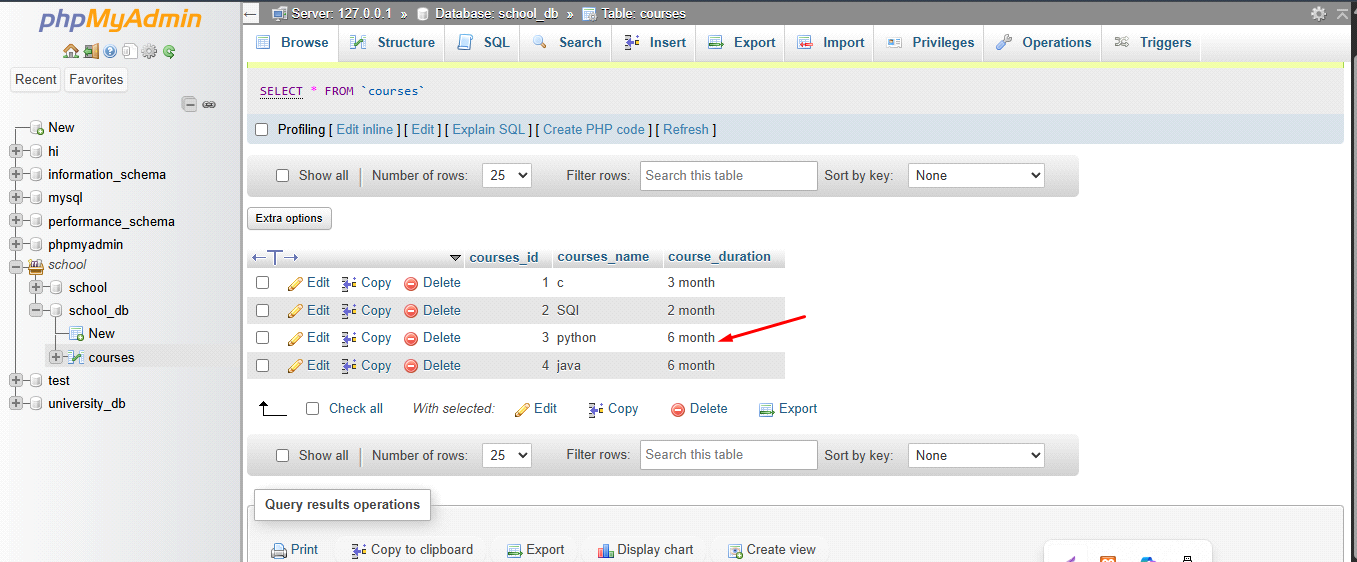 phpMyAdmin
Recent Favorites
New
hi
information_schema
mysql
performance_schema
phpmyadmin
school
school
school_db
New
courses
test
university_db
Server: 127.0.0.1 » Database: school_db » Table: courses
Browse Structure SQL Search Insert Export Import Privileges Operations Triggers
SELECT * FROM `courses`
Profiling [ Edit inline ] [ Edit ] [ Explain SQL ] [ Create PHP code ] [ Refresh ]
Show all Number of rows: 25 Filter rows: Search this table Sort by key: None
Extra options
courses_id courses_name course_duration
Edit Copy Delete 1 c 3 month
Edit Copy Delete 2 SQl 2 month
Edit Copy Delete 3 python 6 month
Edit Copy Delete 4 java 6 month
Check all With selected: Edit Copy Delete Export
Show all Number of rows: 25 Filter rows: Search this table Sort by key: None
Query results operations
Print Copy to clipboard Export Display chart Create view